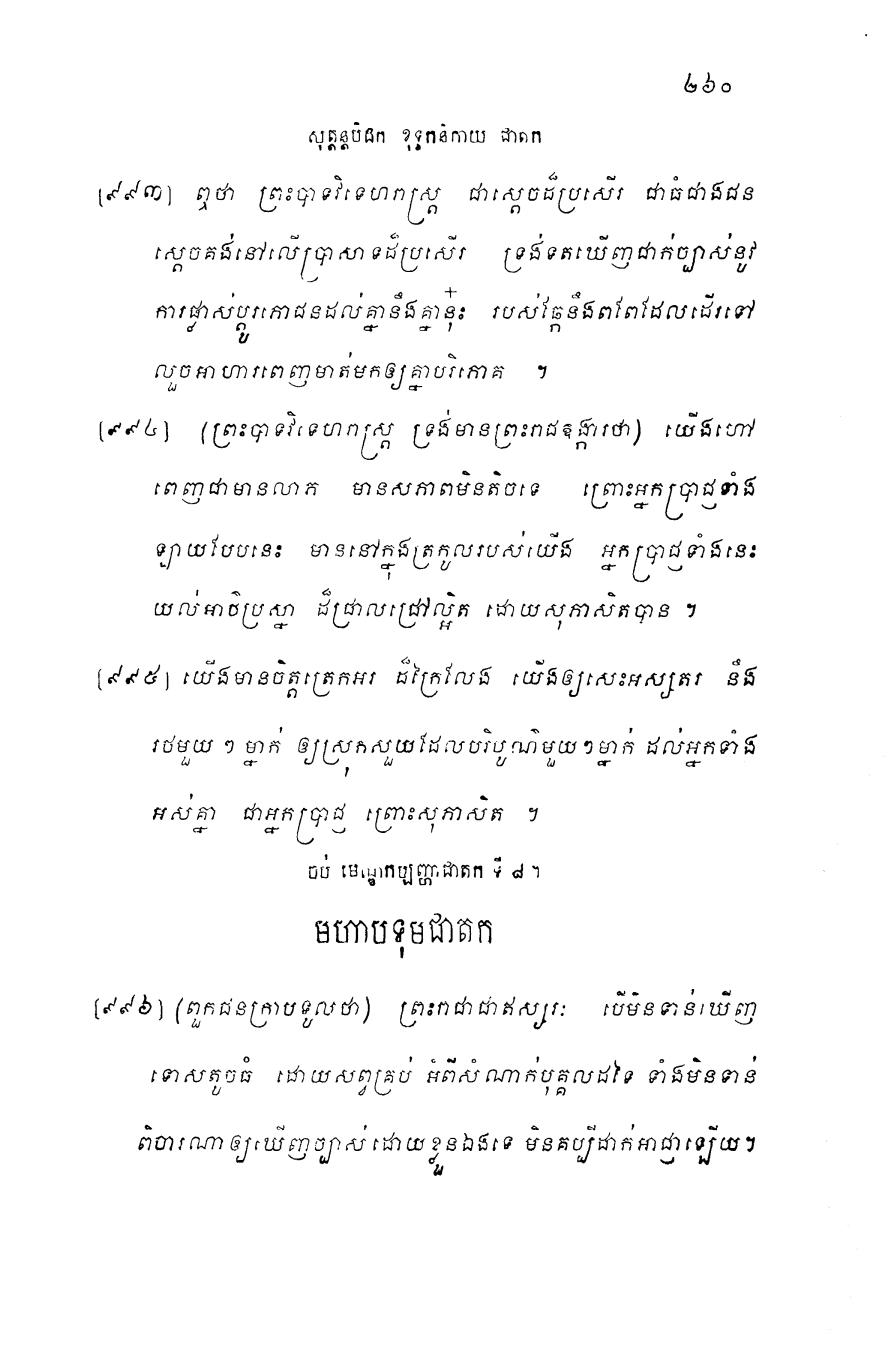 ២៦០
សុត្តន្តបិដក ខុទ្ទកនិកាយ ជាតក
[៩៩៣] ឮថា ព្រះបាទវិទេហរាស្ត្រ ជាស្តេចដ៏ប្រសើរ ជាធំជាងជន
ស្តេចគង់នៅលើប្រាសាទដ៏ប្រសើរ ទ្រង់ទតឃើញជាក់ច្បាស់នូវ
ការផ្លាស់ប្តូរភោជនដល់គ្នានឹងគ្នានុ៎ះ របស់ឆ្កែនឹងពពែដែលដើរទៅ
លួចអាហារពេញមាត់មកឲ្យគ្នាបរិភោគ ។
[៩៩៤] (ព្រះបាទវិទេហរាស្ត្រ ទ្រង់មានព្រះរាជឱង្ការថា) យើងហៅ
ពេញជាមានលាភ មានសភាពមិនតិចទេ ព្រោះអ្នកប្រាជ្ញទាំង
ឡាយបែបនេះ មាននៅក្នុងត្រកូលរបស់យើង អ្នកប្រាជ្ញទាំងនេះ
យល់អាថិប្រស្នា ដ៏ជ្រាលជ្រៅល្អិត ដោយសុភាសិតបាន ។
[៩៩៥] យើងមានចិត្តត្រេកអរ ដ៏ក្រៃលែង យើងឲ្យសេះអស្សតរ នឹង
រថមួយ ៗ ម្នាក់ ឲ្យស្រុកសួយដែលបរិបូណ៌មួយៗម្នាក់ ដល់អ្នកទាំង
អស់គ្នា ជាអ្នកប្រាជ្ញ ព្រោះសុភាសិត ។
ចប់ មេណ្ឌកប្បញ្ហាជាតក ទី ៨ ។
មហាបទុមជាតក
[៩៩៦] (ពួកជនក្រាបទូលថា) ព្រះរាជាជាឥស្សរៈ បើមិនទាន់ឃើញ
ទោសតូចធំ ដោយសព្វគ្រប់ អំពីសំណាក់បុគ្គលដទៃ ទាំងមិនទាន់
ពិចារណាឲ្យឃើញច្បាស់ដោយខ្លួនឯងទេ មិនគប្បីដាក់អាជ្ញាឡើយ។